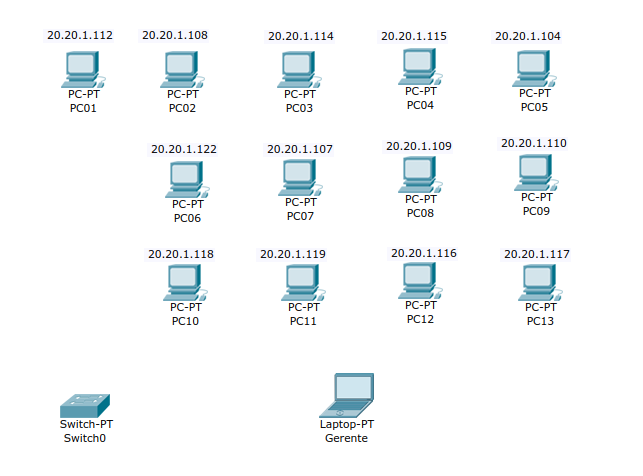 20.20.1.112 20.20.1.108 20.20.1.114 20.20.1.115 20.20.1.104
PC-PT PC-PT PC-PT PC-PT PC-PT
PC01 PC02 PC03 PC04 PC05
20.20.1.122 20.20.1.107 20.20.1.109 20.20.1.110
PC-PT PC-PT PC-PT PC-PT
PC06 PC07 PC08 PC09
20.20.1.118 20.20.1.119 20.20.1.116 20.20.1.117
PC-PT PC-PT PC-PT PC-PT
PC10 PC11 PC12 PC13
Switch-PT Laptop-PT
Switch0 Gerente